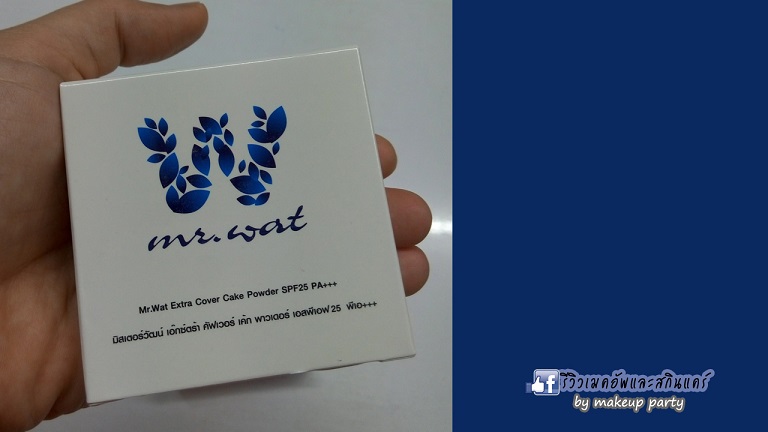 mr.wat
Mr.Wat Extra Cover Cake Powder SPF25 PA+++
มิสเตอร์วัฒน์ เอ็กซ์ตร้า คัฟเวอร์ เค้ก พาวเดอร์ เอสพีเอฟ 25 พีเอ+++
รีวิวเมคอัพและสกินแคร์
by makeup party